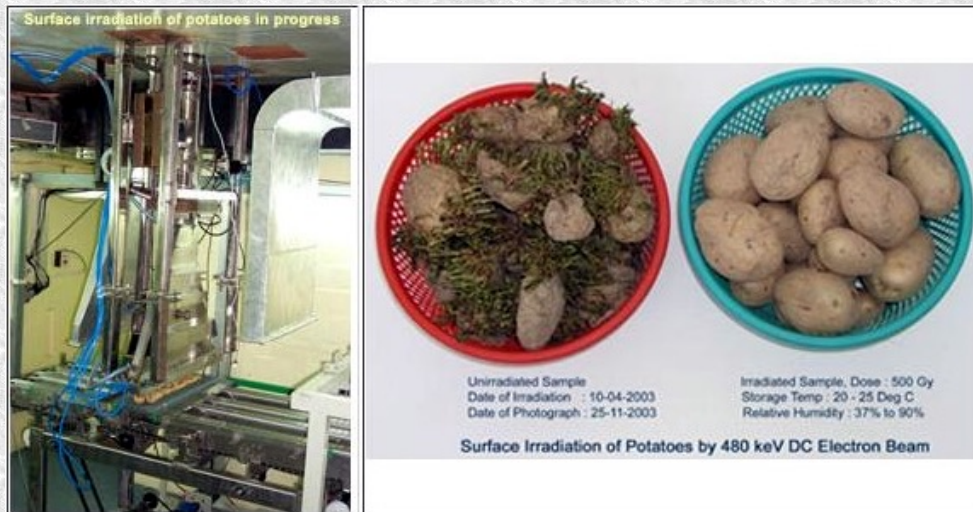 Surface irradiation of potatoes in progress
Unirradiated Sample
Date of Irradiation : 10-04-2003
Date of Photograph : 25-11-2003
Irradiated Sample, Dose : 500 Gy
Storage Temp : 20 - 25 Deg C
Relative Humidity : 37% to 90%
Surface Irradiation of Potatoes by 480 keV DC Electron Beam